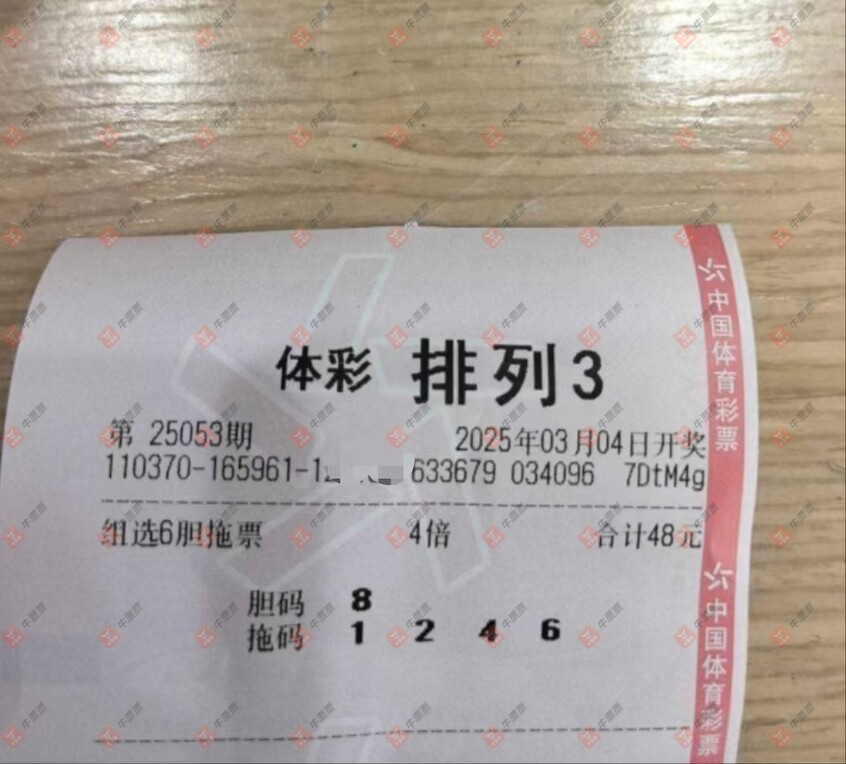 体彩 排列3
第 25053期 2025年03月04日开奖
110370-165961-1 633679 034096 7DtM4g
组选6胆拖票 4倍 合计48元
胆码 8
拖码 1 2 4 6
中国体育彩票
中国体育彩票
牛票票